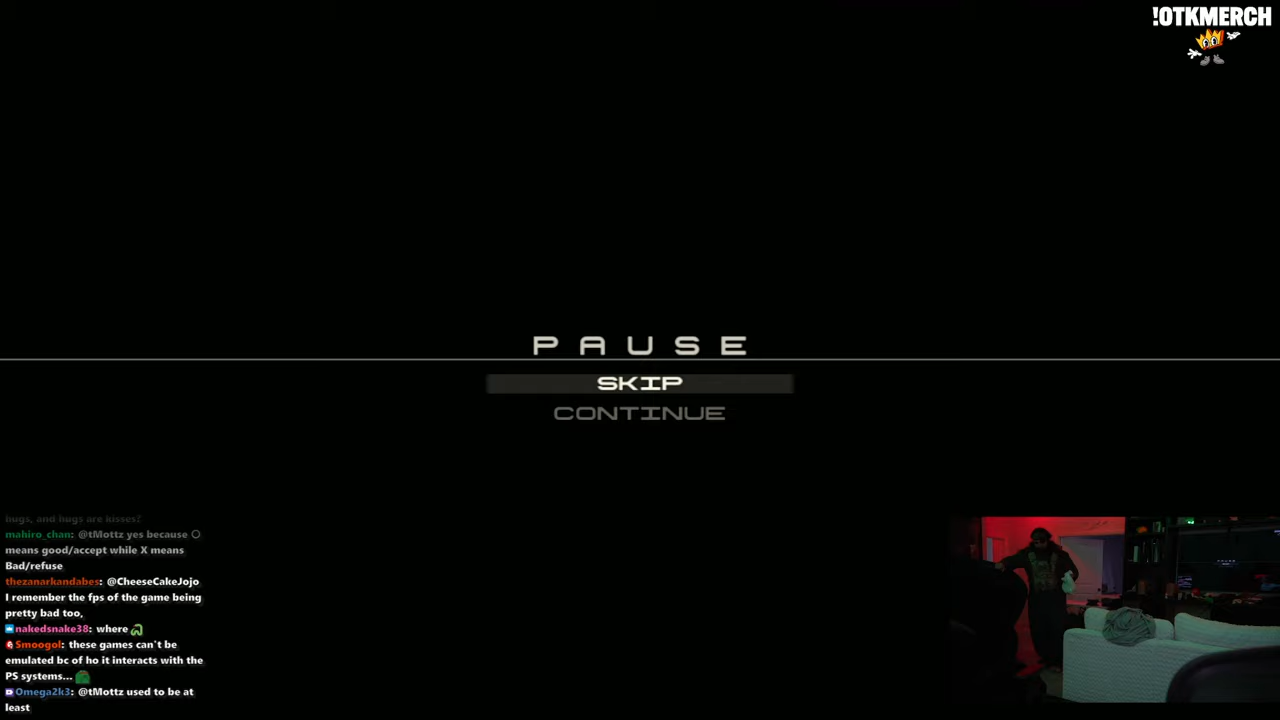 !OTKMERCH
PAUSE
SKIP
CONTINUE
hugs, and hugs are kisses?
mahiro_chan: @tMottz yes because ○
means good/accept while X means
Bad/refuse
thezanarkandabes: @CheeseCakeJojo
I remember the fps of the game being
pretty bad too,
nakedsnake38: where
Smoogol: these games can't be
emulated bc of ho it interacts with the
PS systems...
Omega2k3: @tMottz used to be at
least